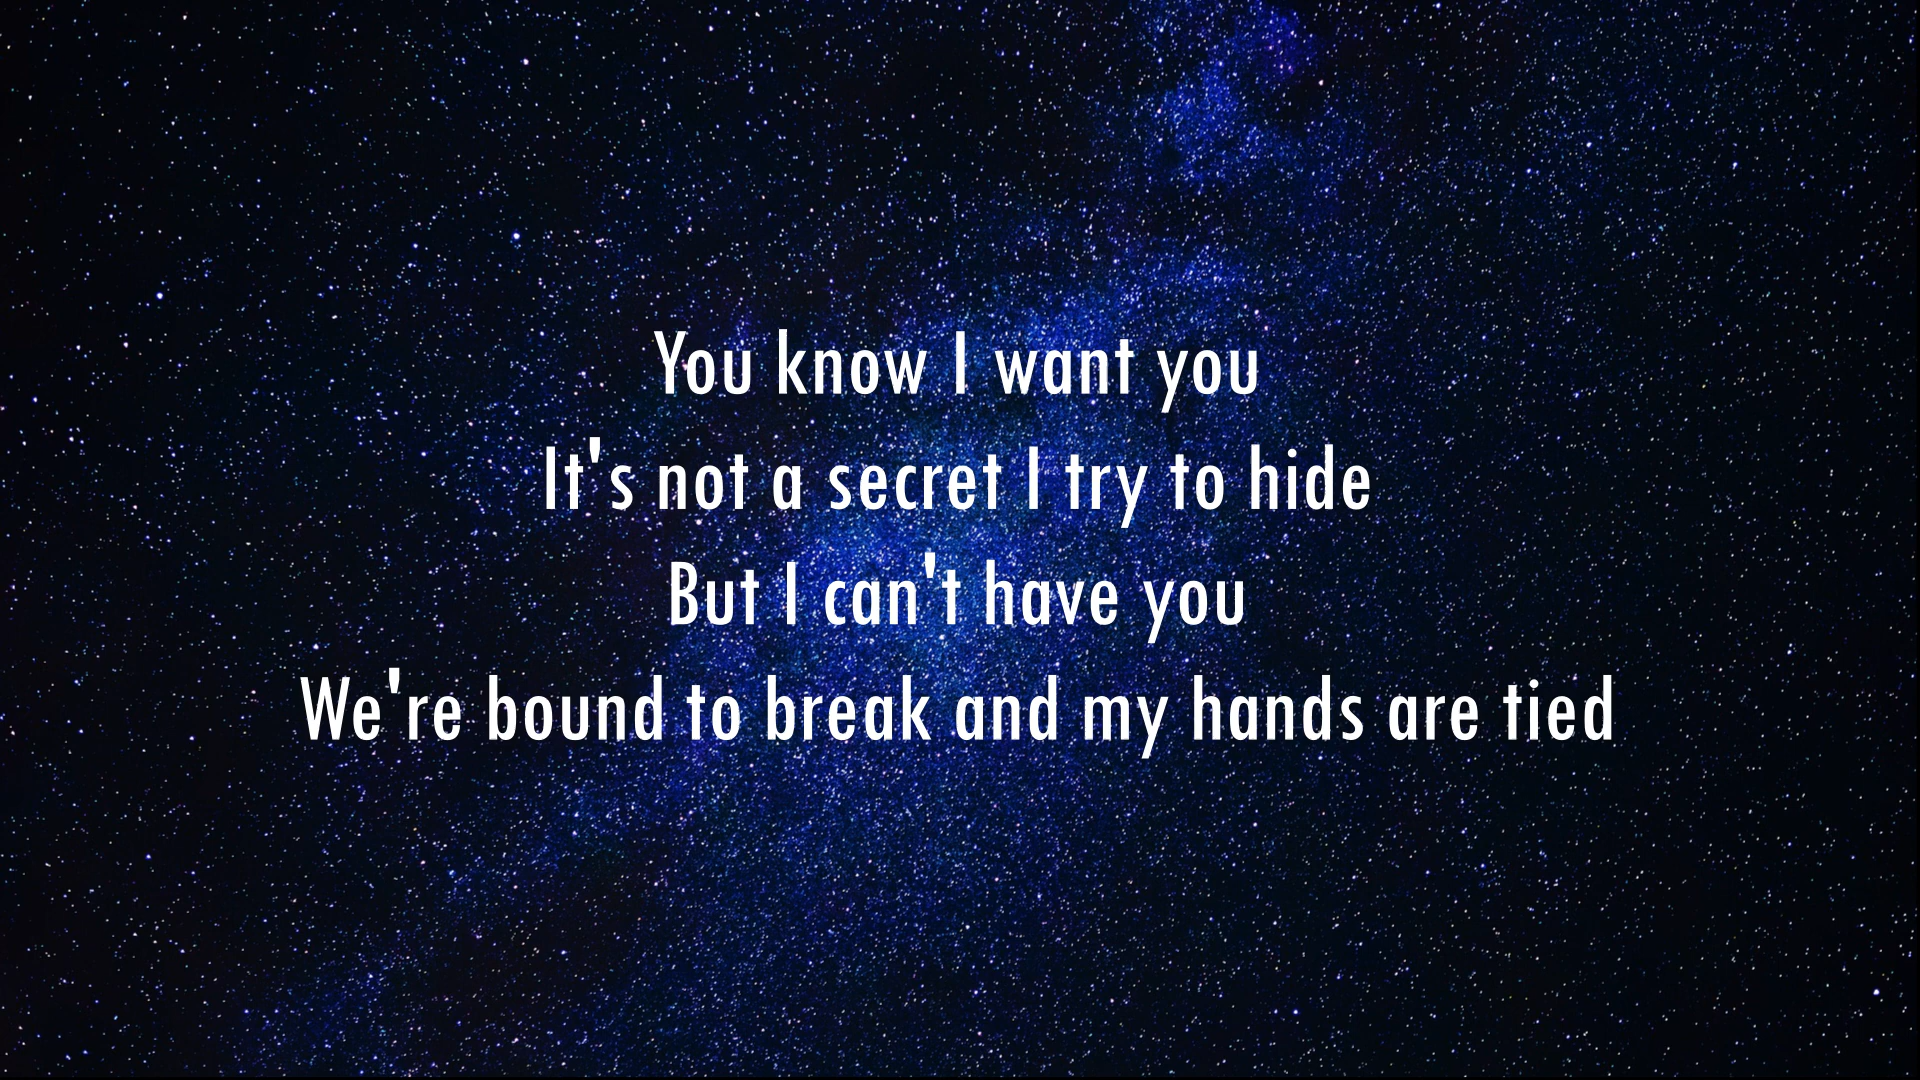 You know I want you
It's not a secret I try to hide
But I can't have you
We're bound to break and my hands are tied